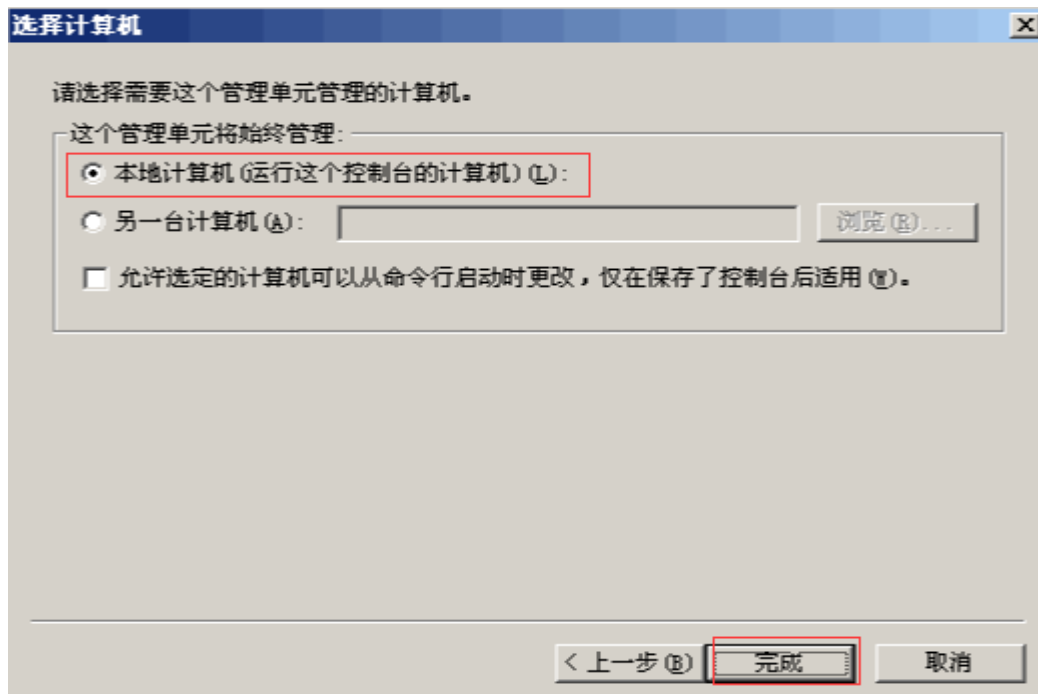 选择计算机
请选择需要这个管理单元管理的计算机。
这个管理单元将始终管理:
本地计算机(运行这个控制台的计算机)(L):
另一台计算机(A):
浏览(R)...
允许选定的计算机可以从命令行启动时更改，仅在保存了控制台后适用(W)。
< 上一步(B)
完成
取消